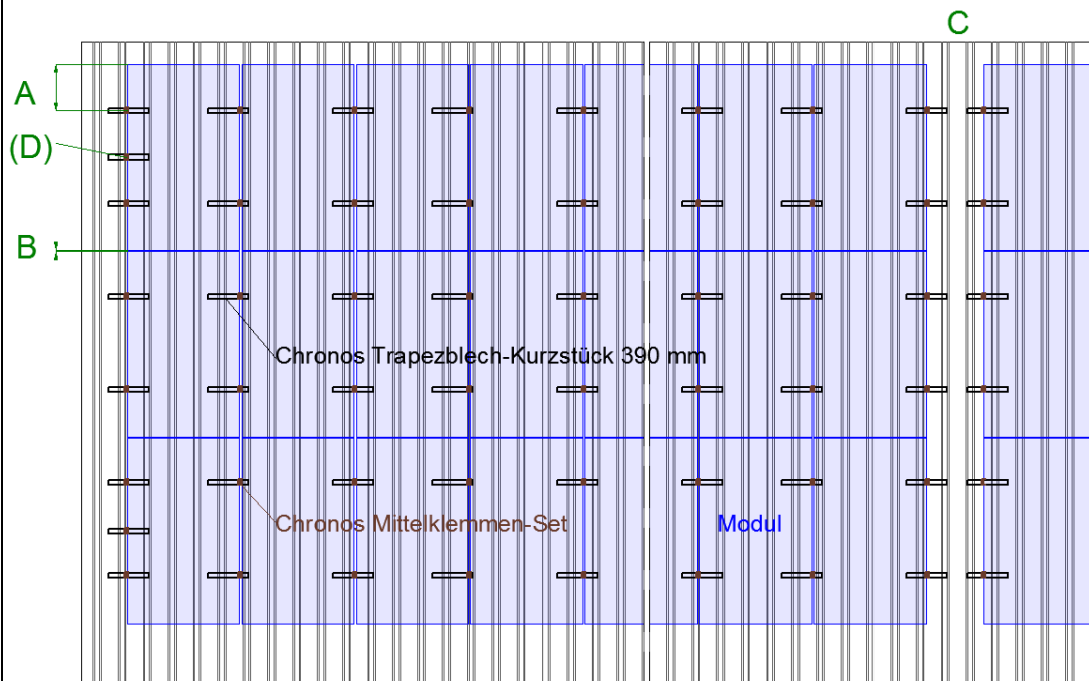 C
A
(D)
B
Chronos Trapezblech-Kurzstück 390 mm
Chronos Mittelklemmen-Set
Modul